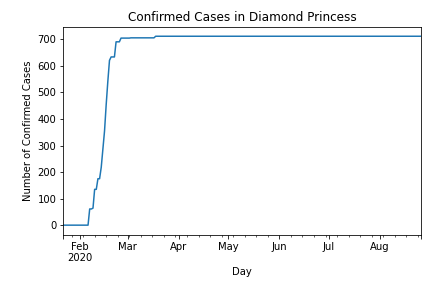 Confirmed Cases in Diamond Princess
Number of Confirmed Cases
700
600
500
400
300
200
100
0
Feb Mar Apr May Jun Jul Aug
2020
Day